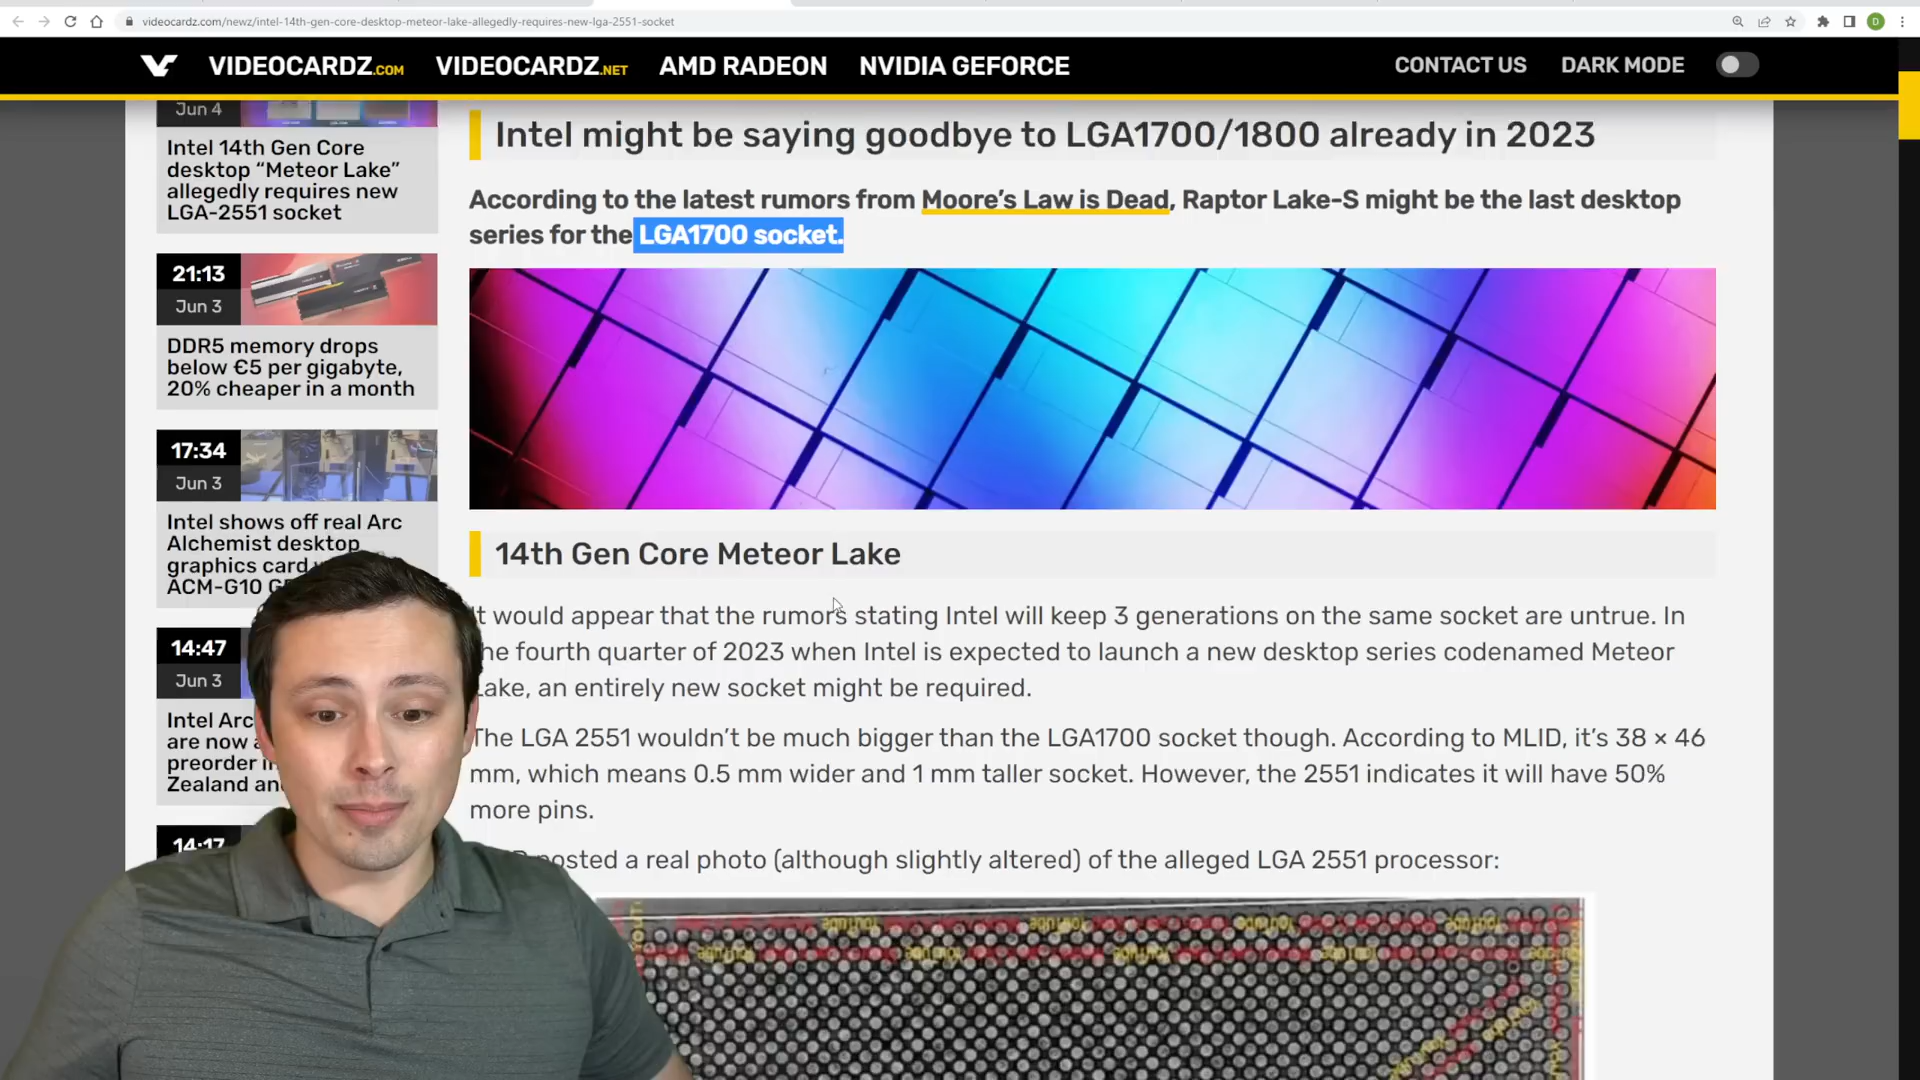 videocardz.com/newz/intel-14th-gen-core-desktop-meteor-lake-allegedly-requires-new-lga-2551-socket
D
VIDEOCARDZ.COM VIDEOCARDZ.NET AMD RADEON NVIDIA GEFORCE CONTACT US DARK MODE
Jun 4
Intel 14th Gen Core
desktop “Meteor Lake”
allegedly requires new
LGA-2551 socket
21:13
Jun 3
DDR5 memory drops
below €5 per gigabyte,
20% cheaper in a month
17:34
Jun 3
Intel shows off real Arc
Alchemist desktop
graphics card
ACM-G10
14:47
Jun 3
Intel Arc
are now
preorder in
Zealand
14:17
Intel might be saying goodbye to LGA1700/1800 already in 2023
According to the latest rumors from Moore’s Law is Dead, Raptor Lake-S might be the last desktop
series for the LGA1700 socket.
14th Gen Core Meteor Lake
It would appear that the rumors stating Intel will keep 3 generations on the same socket are untrue. In
the fourth quarter of 2023 when Intel is expected to launch a new desktop series codenamed Meteor
Lake, an entirely new socket might be required.
The LGA 2551 wouldn’t be much bigger than the LGA1700 socket though. According to MLID, it’s 38 × 46
mm, which means 0.5 mm wider and 1 mm taller socket. However, the 2551 indicates it will have 50%
more pins.
posted a real photo (although slightly altered) of the alleged LGA 2551 processor:
YouTube YouTube YouTube YouTube
YouTube YouTube YouTube YouTube